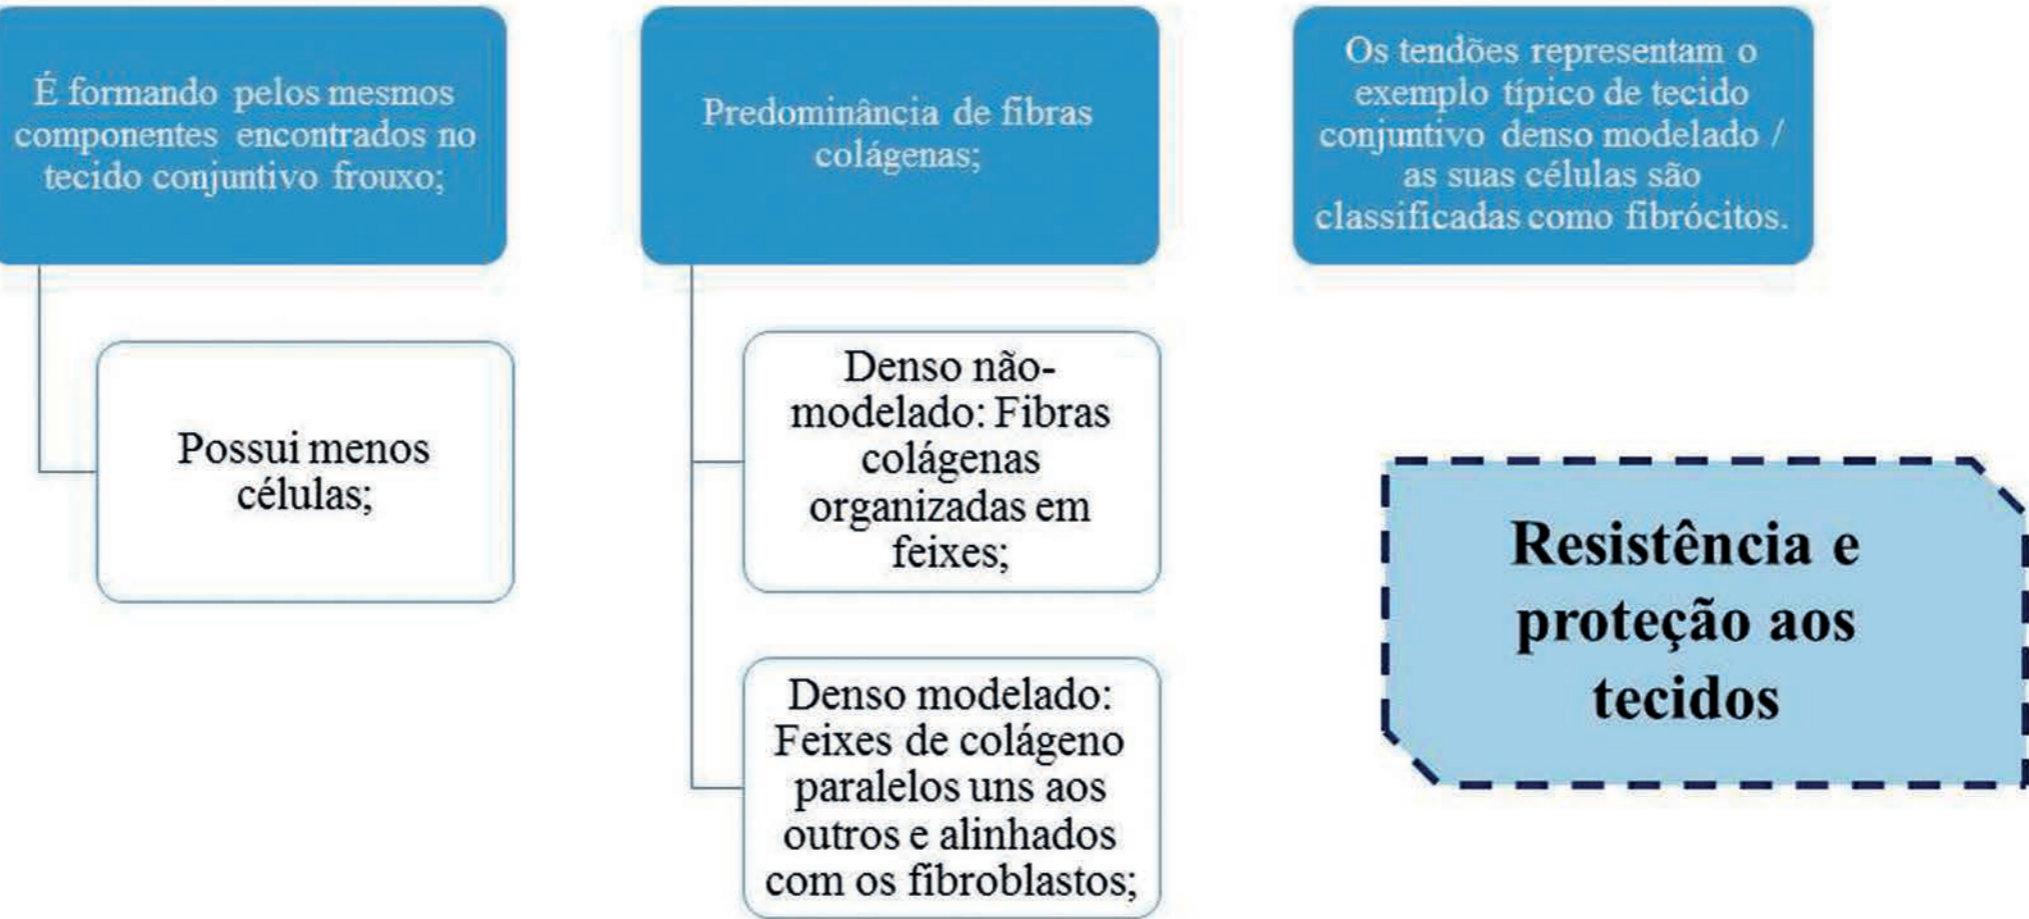 É formando pelos mesmos
componentes encontrados no
tecido conjuntivo frouxo;
Possui menos
células;
Predominância de fibras
colágenas;
Denso não-
modelado: Fibras
colágenas
organizadas em
feixes;
Denso modelado:
Feixes de colágeno
paralelos uns aos
outros e alinhados
com os fibroblastos;
Os tendões representam o
exemplo típico de tecido
conjuntivo denso modelado /
as suas células são
classificadas como fibrócitos.
Resistência e
proteção aos
tecidos